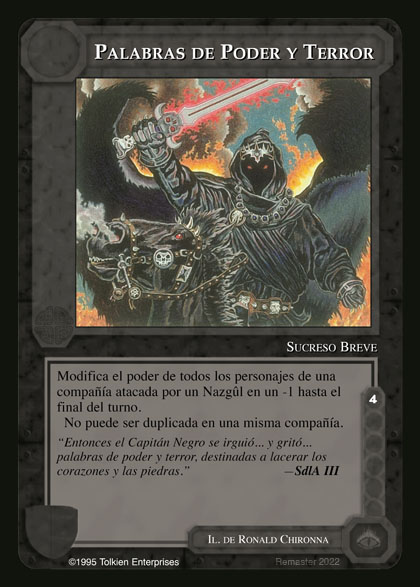 Palabras de Poder y Terror
Sucreso Breve
Modifica el poder de todos los personajes de una
compañía atacada por un Nazgûl en un -1 hasta el
final del turno.
No puede ser duplicada en una misma compañía.
4
“Entonces el Capitán Negro se irguió... y gritó...
palabras de poder y terror, destinadas a lacerar los
corazones y las piedras.” —SdlA III
Il. de Ronald Chironna
©1995 Tolkien Enterprises
Remaster 2022